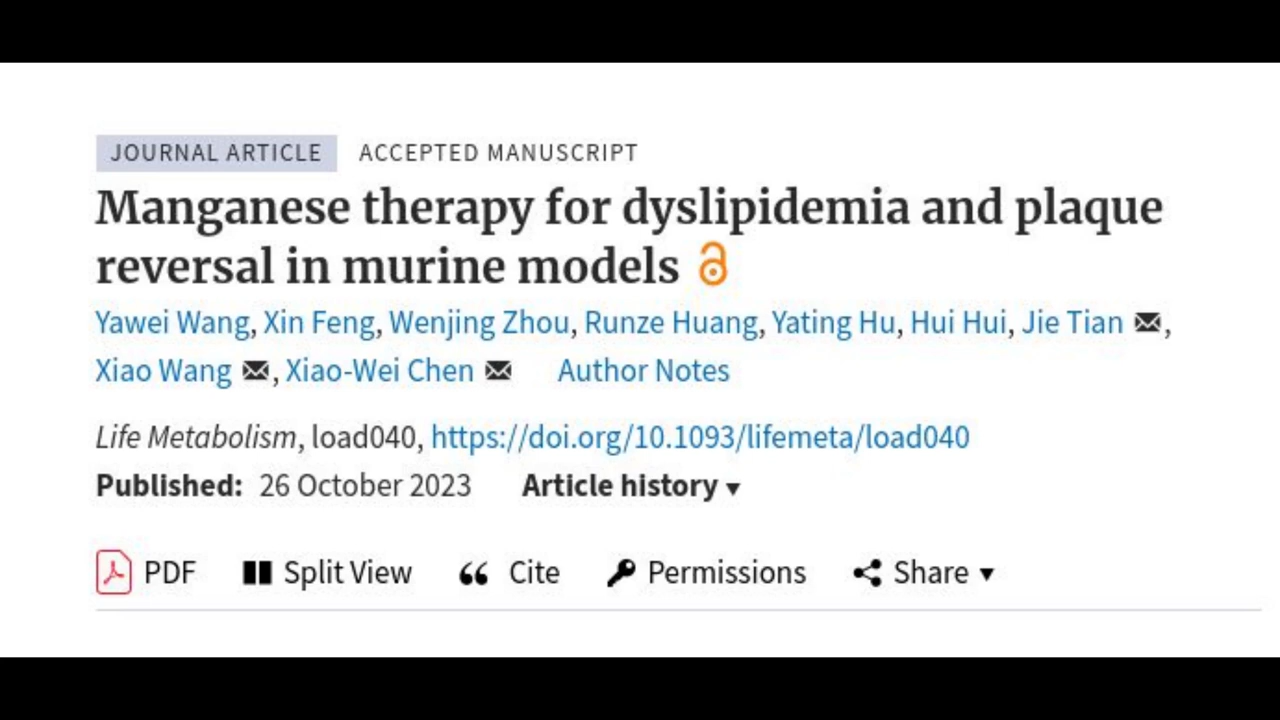 JOURNAL ARTICLE ACCEPTED MANUSCRIPT
Manganese therapy for dyslipidemia and plaque
reversal in murine models
Yawei Wang, Xin Feng, Wenjing Zhou, Runze Huang, Yating Hu, Hui Hui, Jie Tian ,
Xiao Wang , Xiao-Wei Chen Author Notes
Life Metabolism, load040, https://doi.org/10.1093/lifemeta/load040
Published: 26 October 2023 Article history
PDF Split View Cite Permissions Share